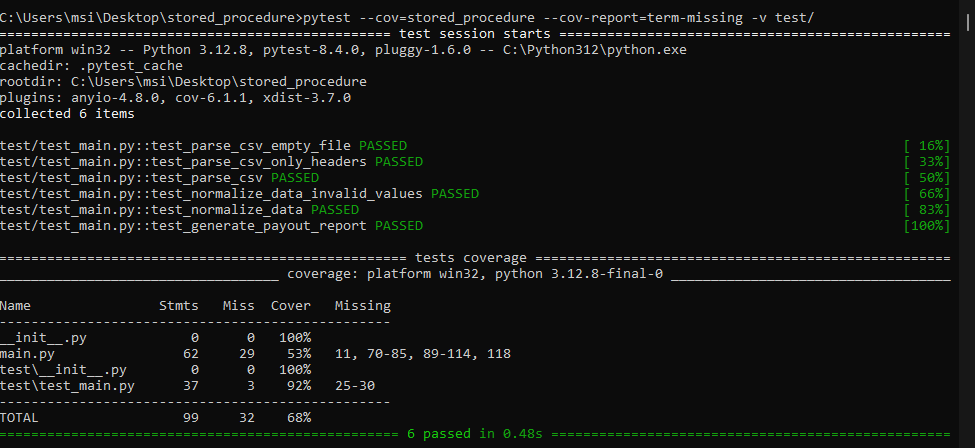 C:\Users\msi\Desktop\stored_procedure>pytest --cov=stored_procedure --cov-report=term-missing -v test/
================================================= test session starts =================================================
platform win32 -- Python 3.12.8, pytest-8.4.0, pluggy-1.6.0 -- C:\Python312\python.exe
cachedir: .pytest_cache
rootdir: C:\Users\msi\Desktop\stored_procedure
plugins: anyio-4.8.0, cov-6.1.1, xdist-3.7.0
collected 6 items
test/test_main.py::test_parse_csv_empty_file PASSED [ 16%]
test/test_main.py::test_parse_csv_only_headers PASSED [ 33%]
test/test_main.py::test_parse_csv PASSED [ 50%]
test/test_main.py::test_normalize_data_invalid_values PASSED [ 66%]
test/test_main.py::test_normalize_data PASSED [ 83%]
test/test_main.py::test_generate_payout_report PASSED [100%]
=================================================== tests coverage ====================================================
___________________________________ coverage: platform win32, python 3.12.8-final-0 ___________________________________
Name Stmts Miss Cover Missing
-------------------------------------------------
__init__.py 0 0 100%
main.py 62 29 53% 11, 70-85, 89-114, 118
test\__init__.py 0 0 100%
test\test_main.py 37 3 92% 25-30
-------------------------------------------------
TOTAL 99 32 68%
================================================== 6 passed in 0.48s ==================================================